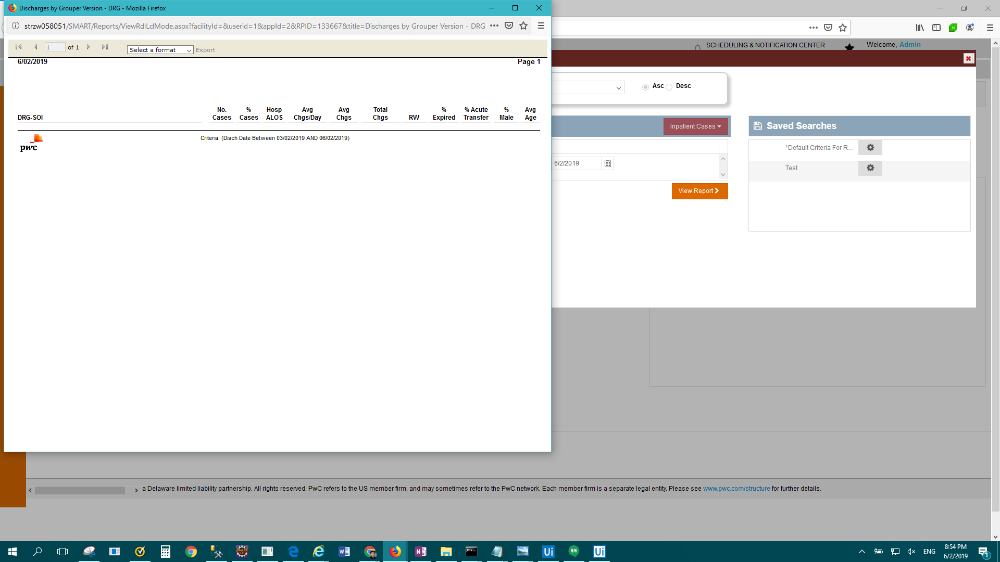 Discharges by Grouper Version - DRG - Mozilla Firefox
strzw058051/SMART/Reports/ViewRdlLclMode.aspx?facilityId=&userid=1&appId=2&RPID=133667&title=Discharges by Grouper Version - DRG
1 of 1 Select a format Export
6/02/2019 Page 1
DRG-SOI
No. Cases
% Cases
Hosp ALOS
Avg Chgs/Day
Avg Chgs
Total Chgs
RW
% Expired
% Acute Transfer
% Male
Avg Age
pwc
Criteria: (Disch Date Between 03/02/2019 AND 06/02/2019)
SCHEDULING & NOTIFICATION CENTER
Welcome, Admin
Asc Desc
Inpatient Cases
6/2/2019
View Report
Saved Searches
*Default Criteria For R...
Test
a Delaware limited liability partnership. All rights reserved. PwC refers to the US member firm, and may sometimes refer to the PwC network. Each member firm is a separate legal entity. Please see www.pwc.com/structure for further details.
ENG
8:54 PM
6/2/2019
1